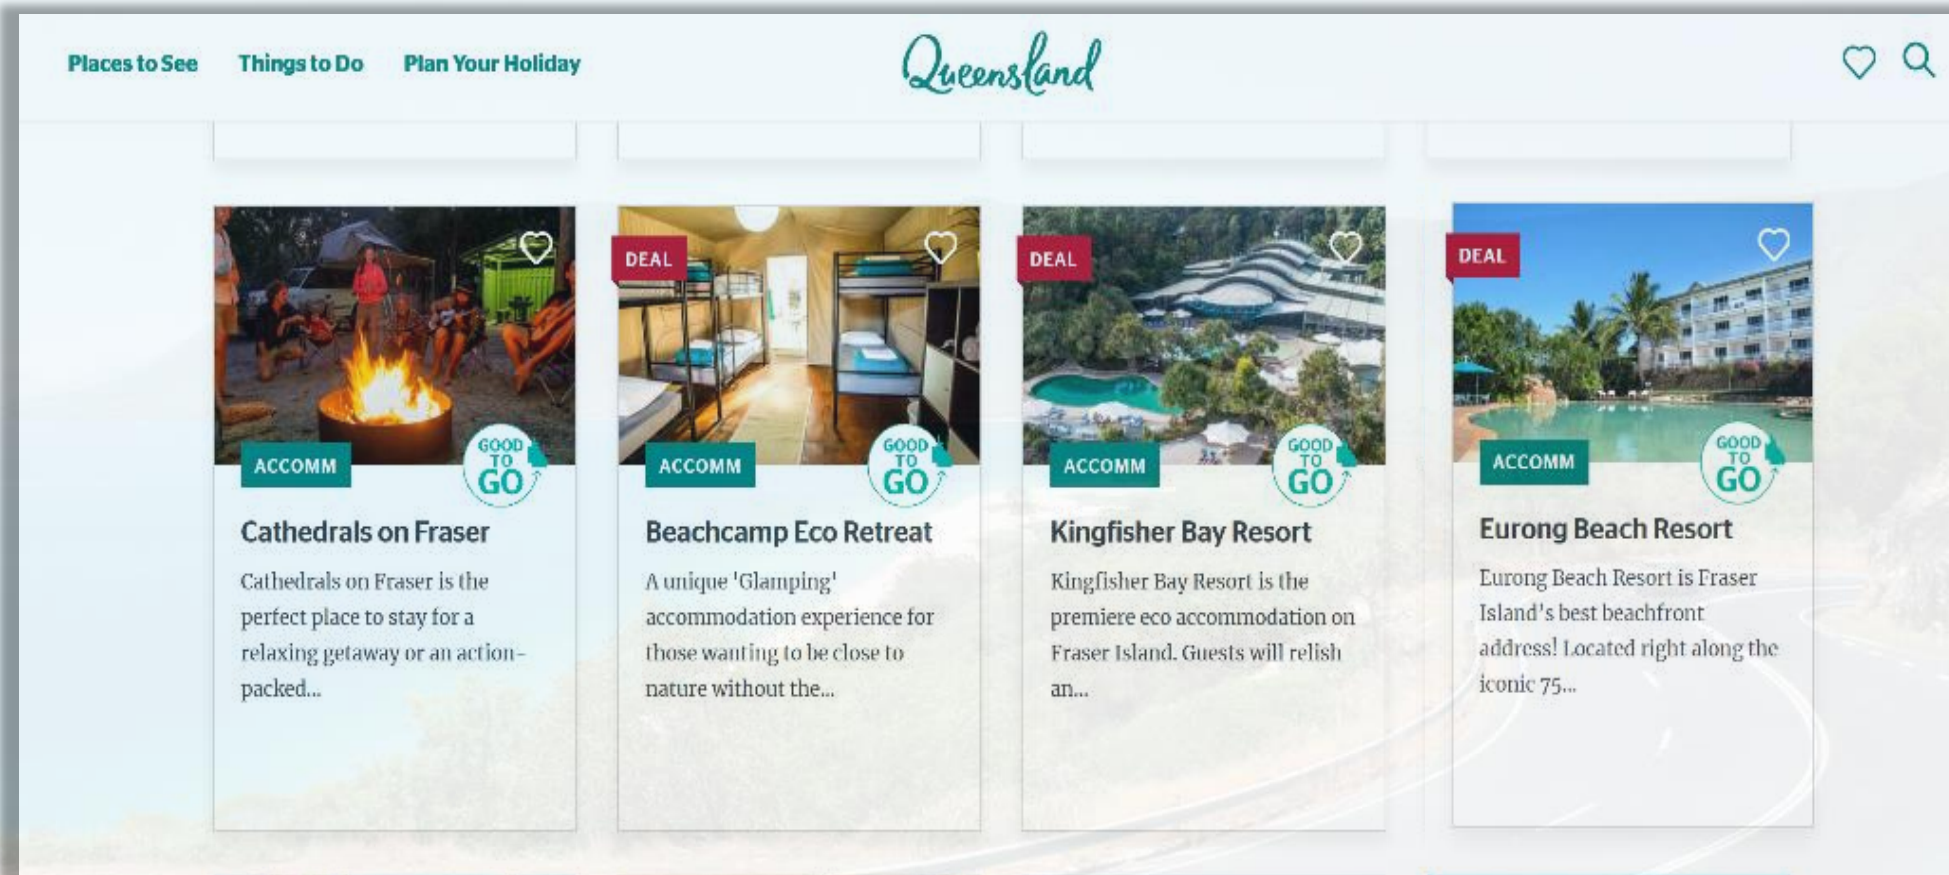 Places to See
Things to Do
Plan Your Holiday
Queensland
ACCOMM
GOOD
TO
GO
Cathedrals on Fraser
Cathedrals on Fraser is the
perfect place to stay for a
relaxing getaway or an action-
packed...
DEAL
ACCOMM
GOOD
TO
GO
Beachcamp Eco Retreat
A unique 'Glamping'
accommodation experience for
those wanting to be close to
nature without the...
DEAL
ACCOMM
GOOD
TO
GO
Kingfisher Bay Resort
Kingfisher Bay Resort is the
premiere eco accommodation on
Fraser Island. Guests will relish
an...
DEAL
ACCOMM
GOOD
TO
GO
Eurong Beach Resort
Eurong Beach Resort is Fraser
Island's best beachfront
address! Located right along the
iconic 75...